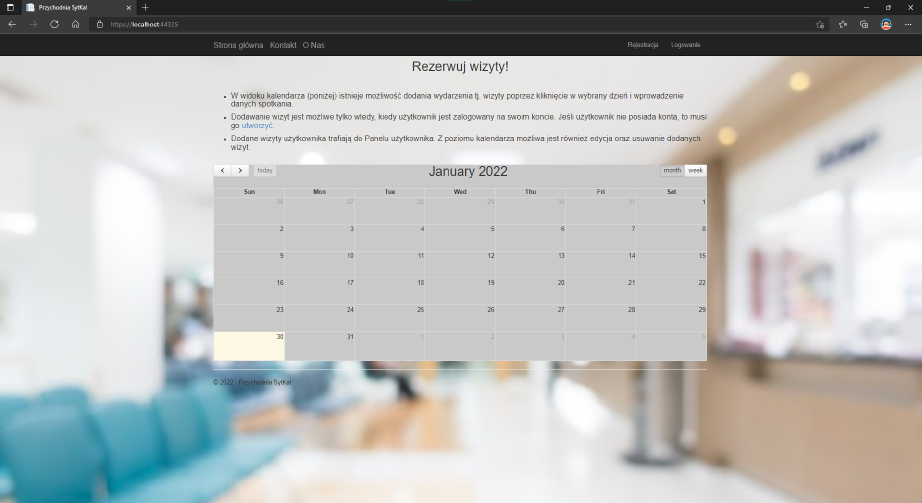 Przychodnia SytKal
https://localhost:44325
Strona główna Kontakt O Nas Rejestracja Logowanie
Rezerwuj wizyty!
W widoku kalendarza (poniżej) istnieje możliwość dodania wydarzenia tj. wizyty poprzez kliknięcie w wybrany dzień i wprowadzenie
danych spotkania.
Dodawanie wizyt jest możliwe tylko wtedy, kiedy użytkownik jest zalogowany na swoim koncie. Jeśli użytkownik nie posiada konta, to musi
go utworzyć.
Dodane wizyty użytkownika trafiają do Panelu użytkownika. Z poziomu kalendarza możliwa jest również edycja oraz usuwanie dodanych
wizyt.
today January 2022 month week
Sun Mon Tue Wed Thu Fri Sat
26 27 28 29 30 31 1
2 3 4 5 6 7 8
9 10 11 12 13 14 15
16 17 18 19 20 21 22
23 24 25 26 27 28 29
30 31 1 2 3 4 5
© 2022 - Przychodnia SytKal